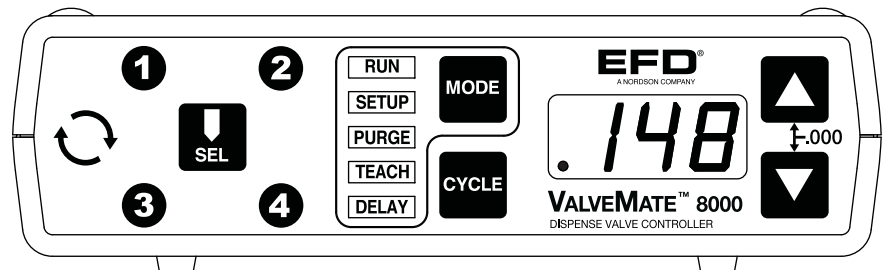 1
2
SEL
3
4
RUN
SETUP
PURGE
TEACH
DELAY
MODE
CYCLE
EFD®
A NORDSON COMPANY
.148
VALVEMATE™ 8000
DISPENSE VALVE CONTROLLER
.000